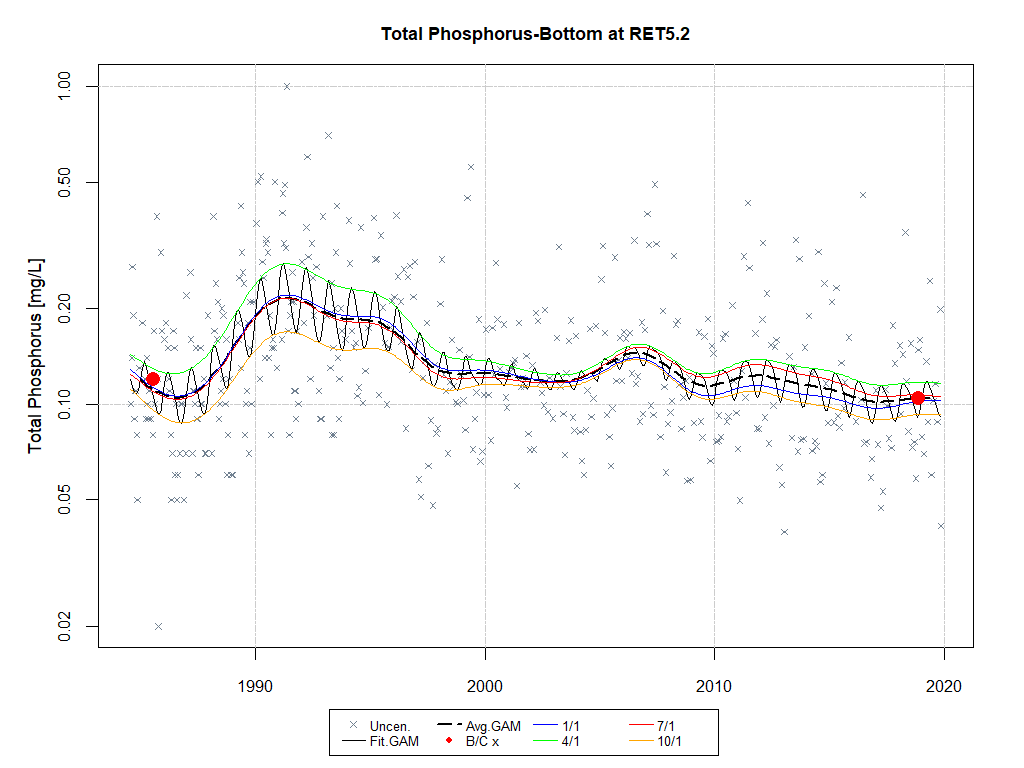 Total Phosphorus-Bottom at RET5.2
Total Phosphorus [mg/L]
1.00
0.50
0.20
0.10
0.05
0.02
1990 2000 2010 2020
Uncen. Avg.GAM 1/1 7/1
Fit.GAM B/C x 4/1 10/1